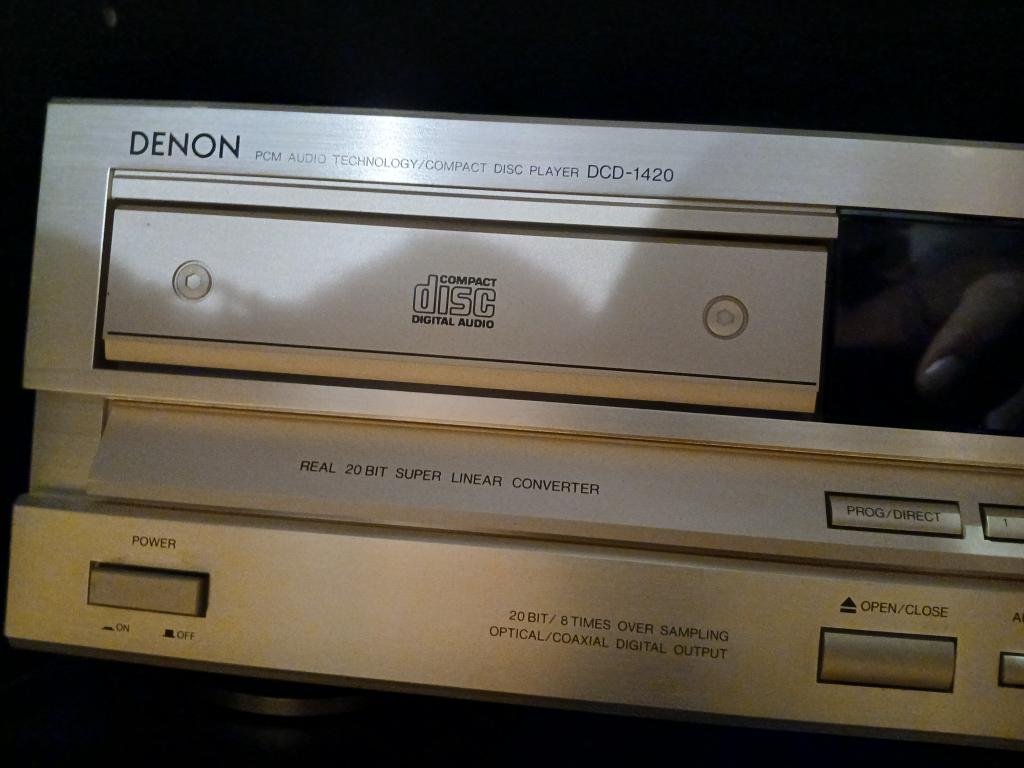 DENON PCM AUDIO TECHNOLOGY/COMPACT DISC PLAYER DCD-1420
COMPACT
disc
DIGITAL AUDIO
REAL 20 BIT SUPER LINEAR CONVERTER
PROG/DIRECT
1
POWER
ON OFF
20 BIT/ 8 TIMES OVER SAMPLING
OPTICAL/COAXIAL DIGITAL OUTPUT
OPEN/CLOSE